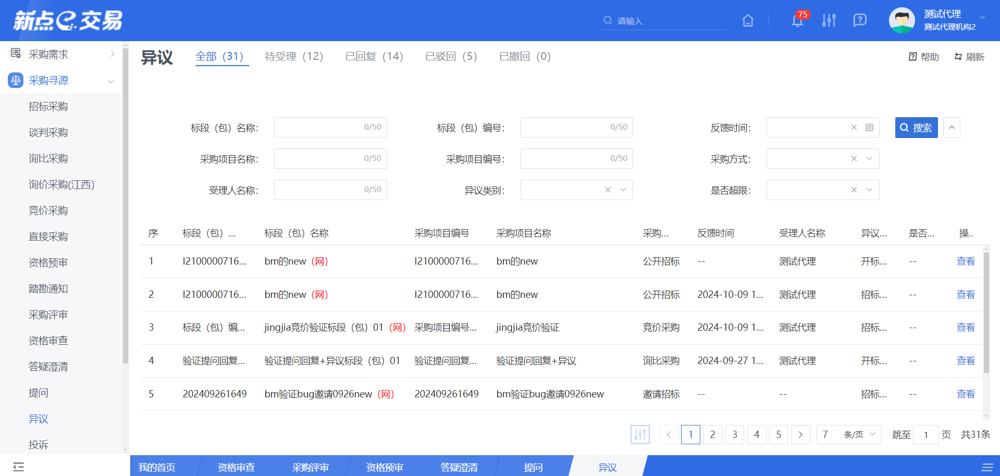 新点e交易
请输入
75
测试代理
测试代理机构2
采购需求
采购寻源
招标采购
谈判采购
询比采购
询价采购(江西)
竞价采购
直接采购
资格预审
踏勘通知
采购评审
资格审查
答疑澄清
提问
异议
投诉
异议 全部（31） 待受理（12） 已回复（14） 已驳回（5） 已撤回（0） 帮助 刷新
标段（包）名称： 0/50 标段（包）编号： 0/50 反馈时间： 搜索
采购项目名称： 0/50 采购项目编号： 0/50 采购方式：
受理人名称： 0/50 异议类别： 是否超限：
序 标段（包）... 标段（包）名称 采购项目编号 采购项目名称 采购... 反馈时间 受理人名称 异议... 是否... 操..
1 I2100000716... bm的new（网） I2100000716... bm的new 公开招标 -- 测试代理 开标... -- 查看
2 I2100000716... bm的new（网） I2100000716... bm的new 公开招标 2024-10-09 1... 测试代理 招标... -- 查看
3 标段（包）编... jingjia竞价验证标段（包）01（网） 采购项目编号... jingjia竞价验证 竞价采购 2024-10-09 1... 测试代理 招标... -- 查看
4 验证提问回复... 验证提问回复+异议标段（包）01 验证提问回复... 验证提问回复+异议 询比采购 2024-09-27 1... 测试代理 开标... -- 查看
5 202409261649 bm验证bug邀请0926new（网） 202409261649 bm验证bug邀请0926new 邀请招标 -- -- 招标... -- 查看
1 2 3 4 5 7 条/页 跳至 1 页 共31条
我的首页 资格审查 采购评审 资格预审 答疑澄清 提问 异议